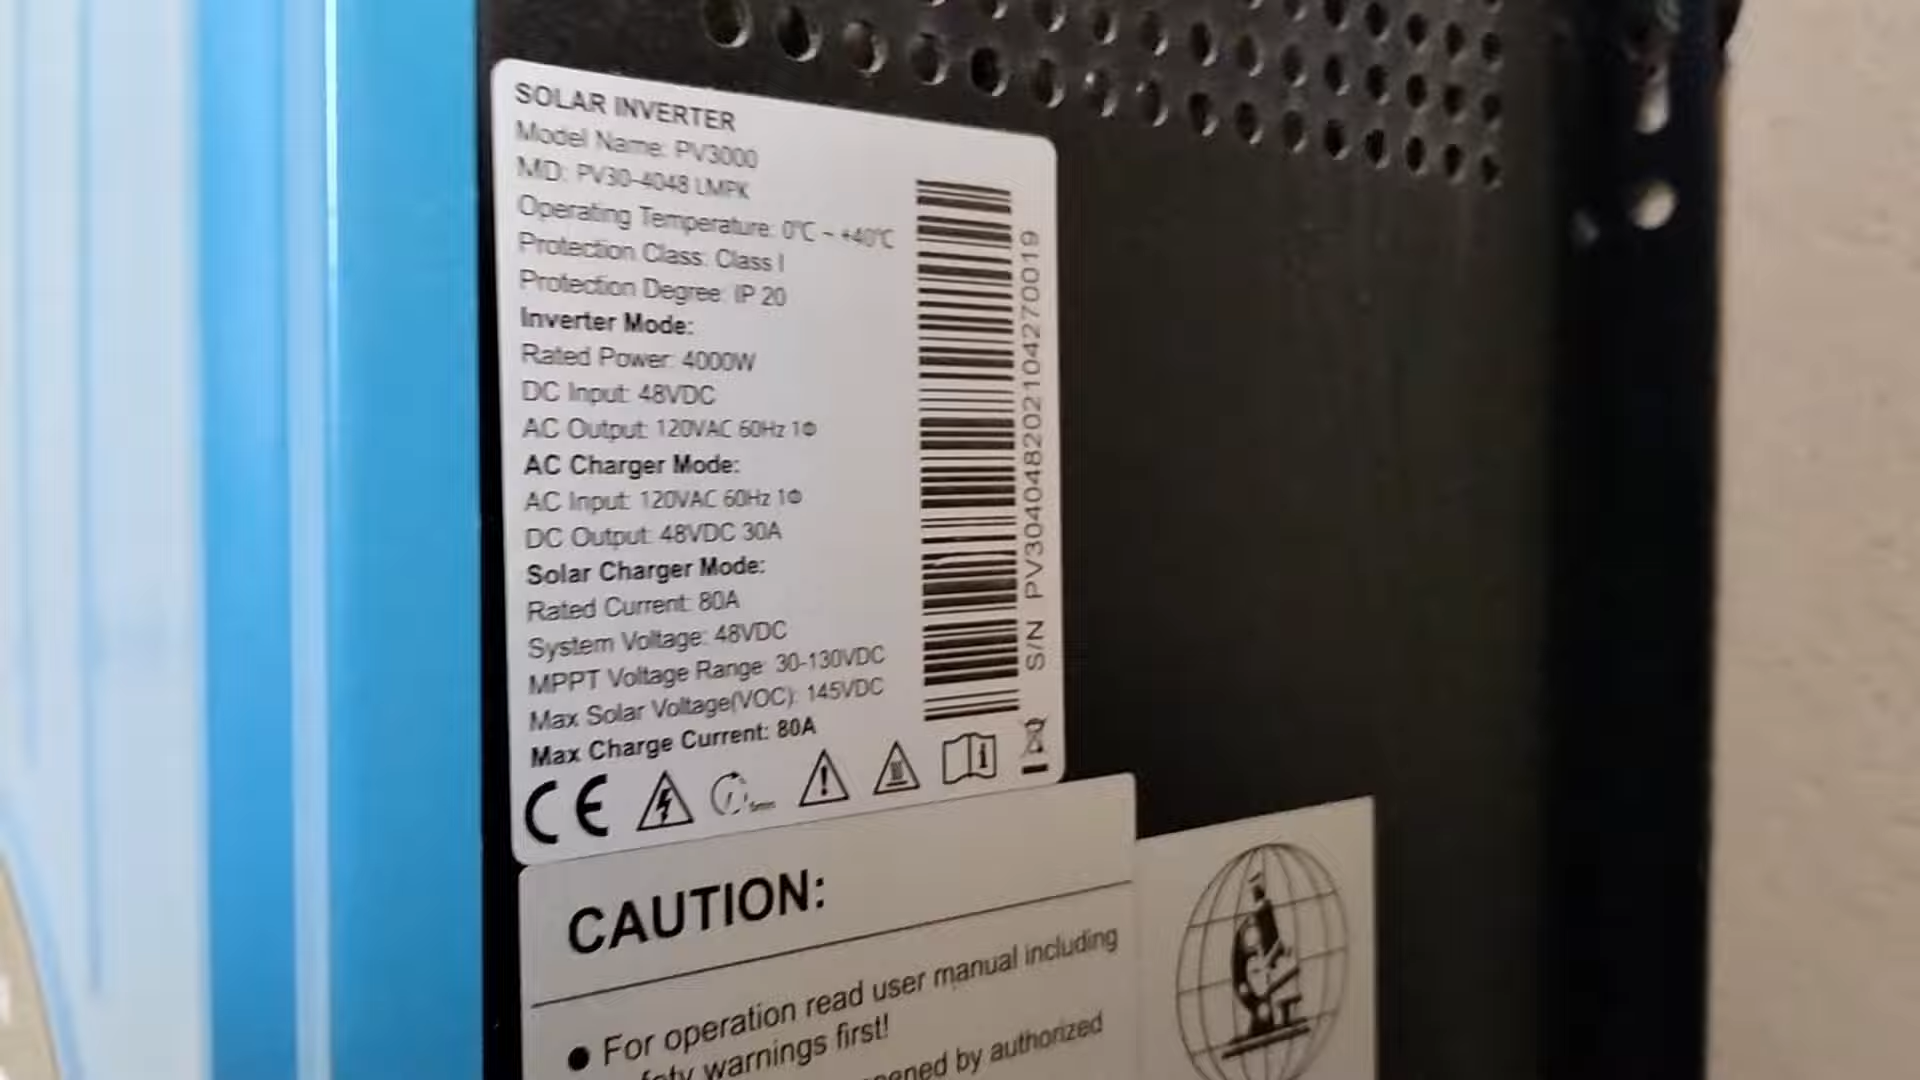 SOLAR INVERTER
Model Name: PV3000
MD: PV30-4048 LMPK
Operating Temperature: 0℃ ~ +40℃
Protection Class: Class I
Protection Degree: IP 20
Inverter Mode:
Rated Power: 4000W
DC Input: 48VDC
AC Output: 120VAC 60Hz 1Φ
AC Charger Mode:
AC Input: 120VAC 60Hz 1Φ
DC Output: 48VDC 30A
Solar Charger Mode:
Rated Current: 80A
System Voltage: 48VDC
MPPT Voltage Range: 30-130VDC
Max Solar Voltage(VOC): 145VDC
Max Charge Current: 80A
CE
5min
S/N PV304048202104270019
CAUTION:
● For operation read user manual including
warnings first!
by authorized